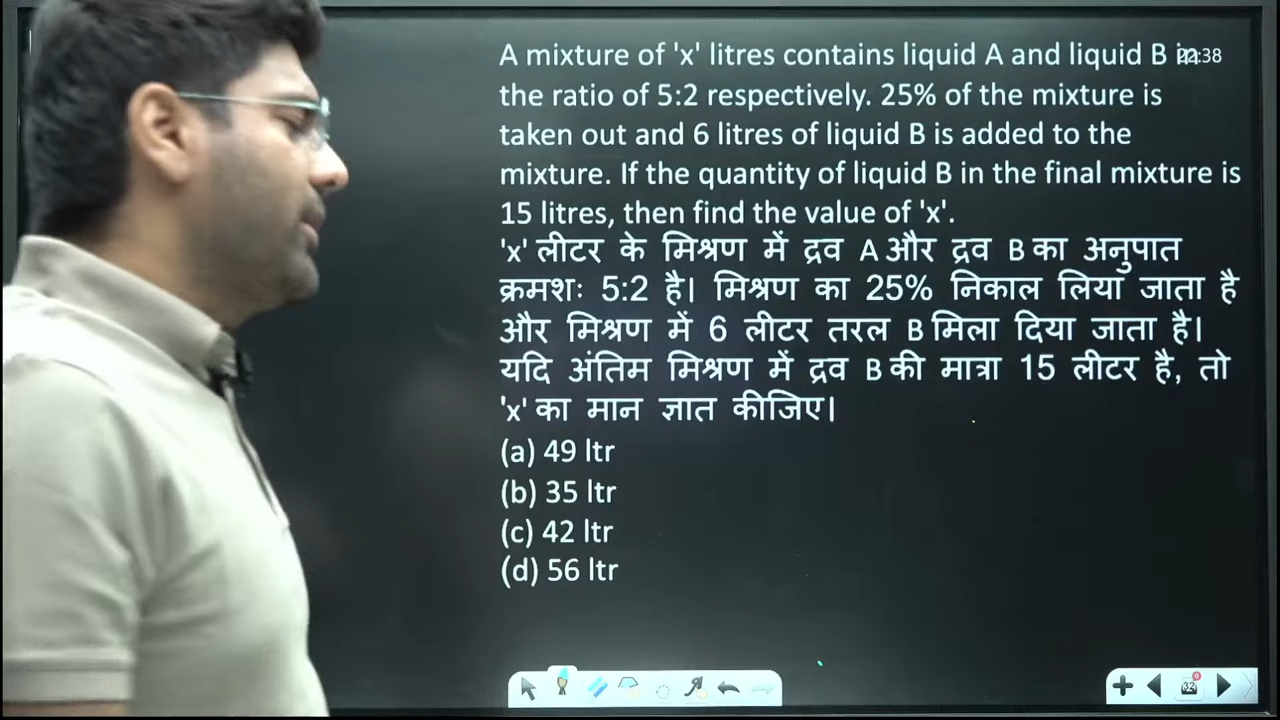 A mixture of 'x' litres contains liquid A and liquid B in
22:38
the ratio of 5:2 respectively. 25% of the mixture is
taken out and 6 litres of liquid B is added to the
mixture. If the quantity of liquid B in the final mixture is
15 litres, then find the value of 'x'.
'x' लीटर के मिश्रण में द्रव A और द्रव B का अनुपात
क्रमशः 5:2 है। मिश्रण का 25% निकाल लिया जाता है
और मिश्रण में 6 लीटर तरल B मिला दिया जाता है।
यदि अंतिम मिश्रण में द्रव B की मात्रा 15 लीटर है, तो
'x' का मान ज्ञात कीजिए।
(a) 49 ltr
(b) 35 ltr
(c) 42 ltr
(d) 56 ltr
32